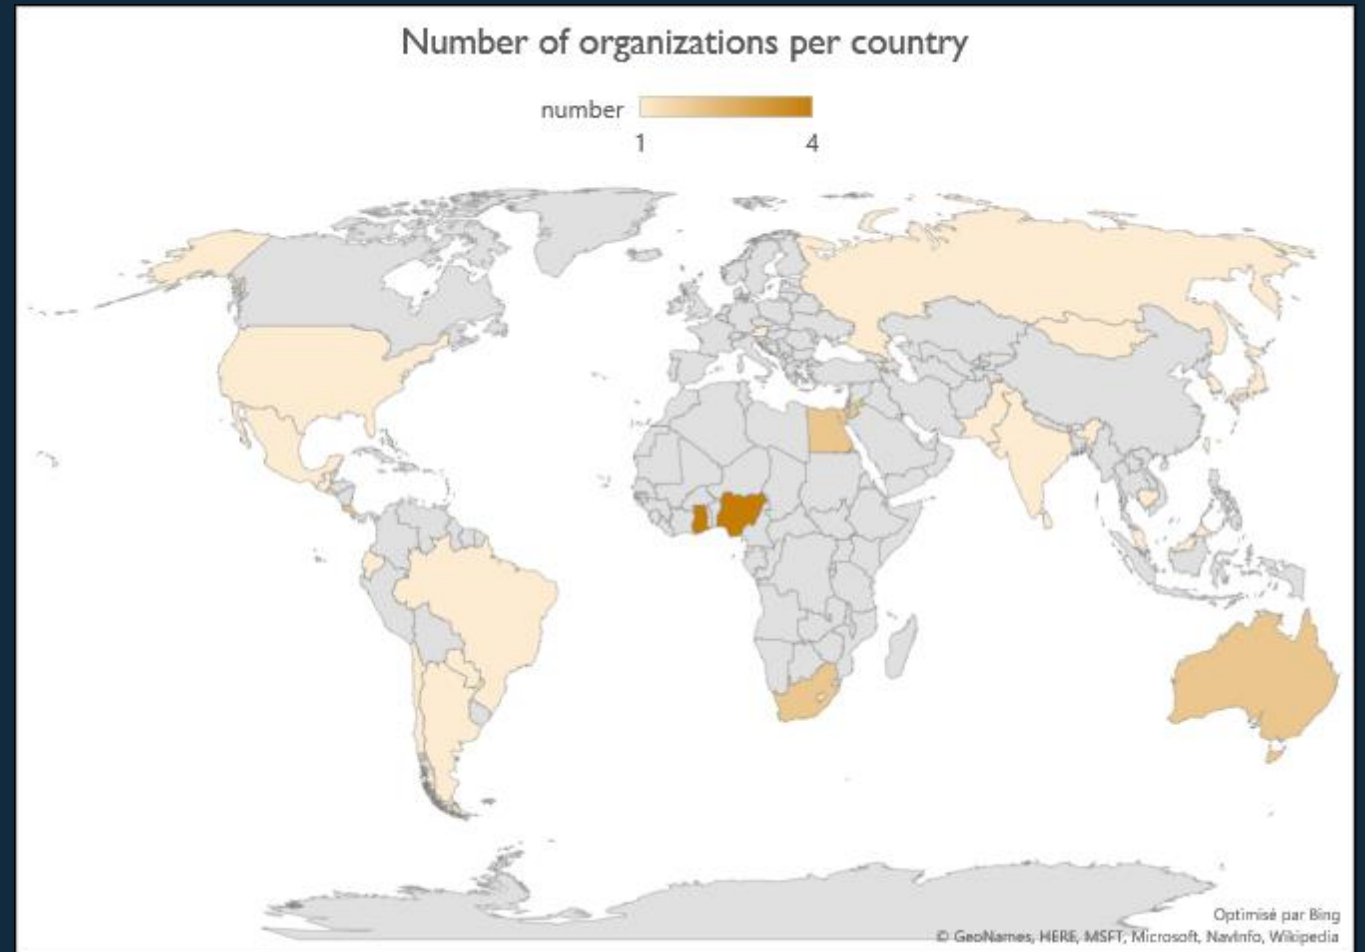 Number of organizations per country
number
1 4
Optimisé par Bing
© GeoNames, HERE, MSFT, Microsoft, NavInfo, Wikipedia